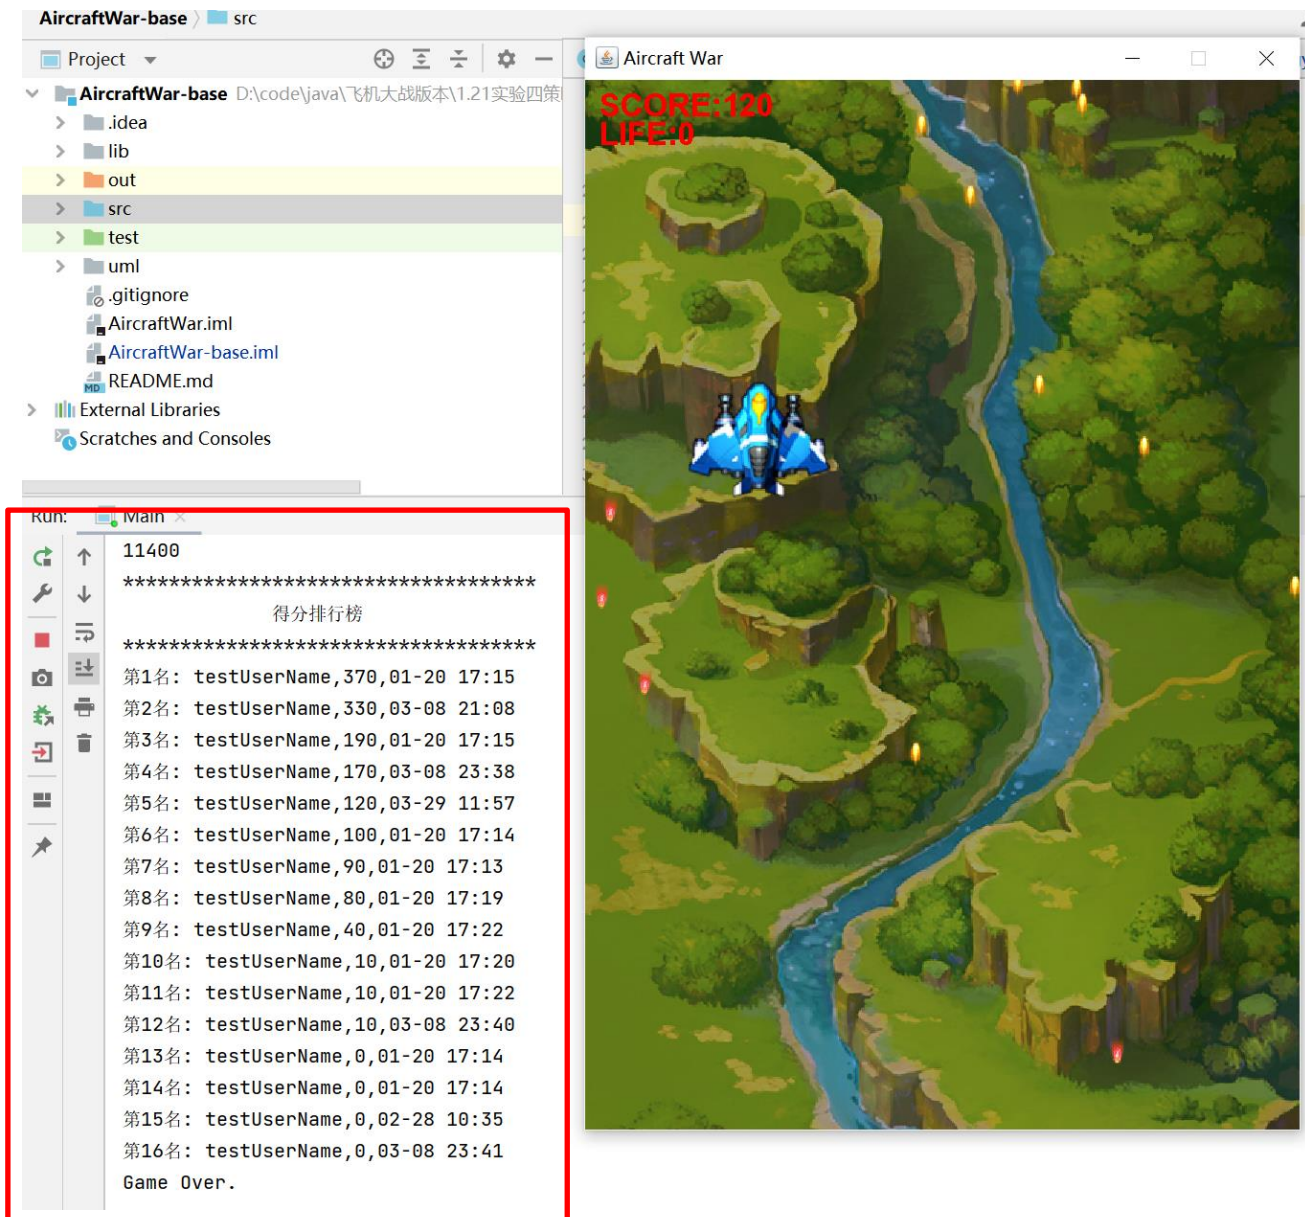 AircraftWar-base 〉 src
Project
AircraftWar-base D:\code\java\飞机大战版本\1.21实验四策
.idea
lib
out
src
test
uml
.gitignore
AircraftWar.iml
AircraftWar-base.iml
MD README.md
External Libraries
Scratches and Consoles
Run: Main ×
11400
************************************
得分排行榜
************************************
第1名: testUserName,370,01-20 17:15
第2名: testUserName,330,03-08 21:08
第3名: testUserName,190,01-20 17:15
第4名: testUserName,170,03-08 23:38
第5名: testUserName,120,03-29 11:57
第6名: testUserName,100,01-20 17:14
第7名: testUserName,90,01-20 17:13
第8名: testUserName,80,01-20 17:19
第9名: testUserName,40,01-20 17:22
第10名: testUserName,10,01-20 17:20
第11名: testUserName,10,01-20 17:22
第12名: testUserName,10,03-08 23:40
第13名: testUserName,0,01-20 17:14
第14名: testUserName,0,01-20 17:14
第15名: testUserName,0,02-28 10:35
第16名: testUserName,0,03-08 23:41
Game Over.
Aircraft War
SCORE:120
LIFE:0